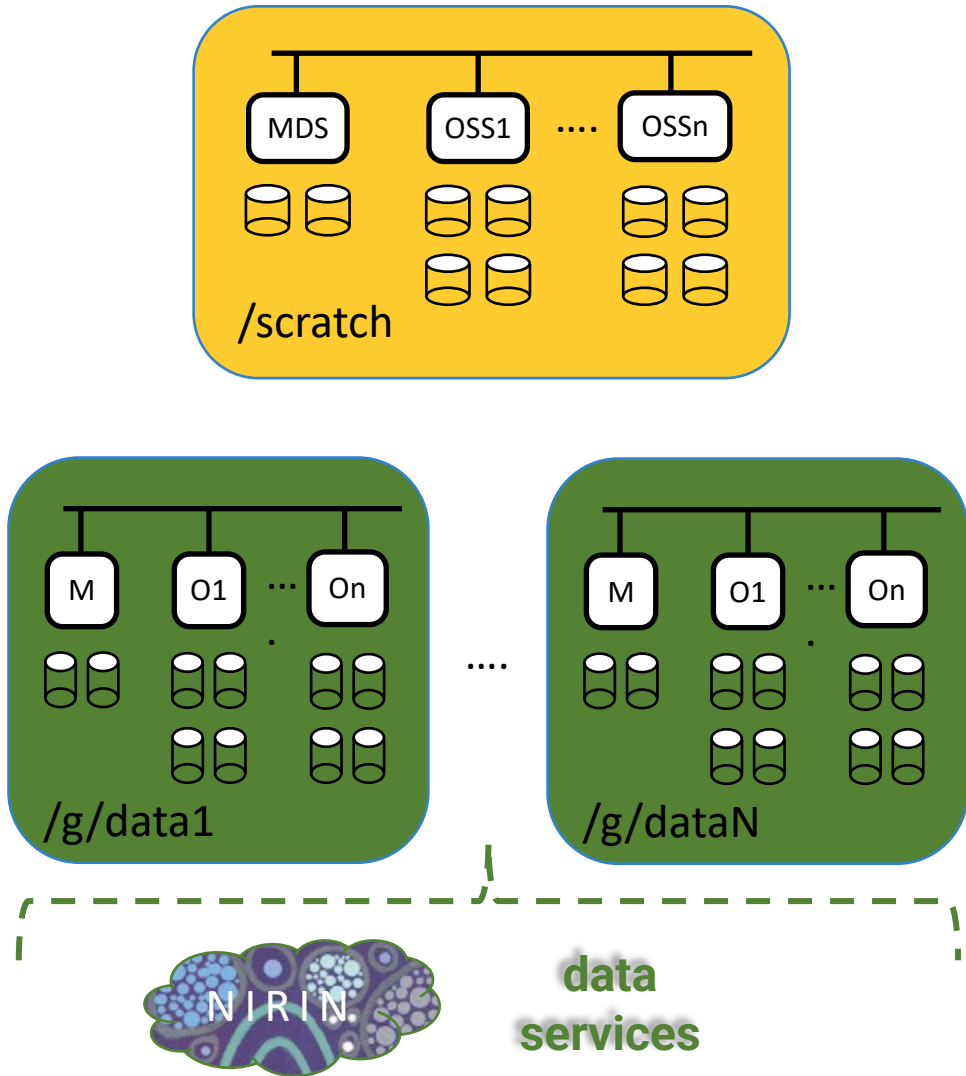 MDS OSS1 .... OSSn
/scratch
M O1 ... On
.
/g/data1
....
M O1 ... On
.
/g/dataN
NIRIN
data
services